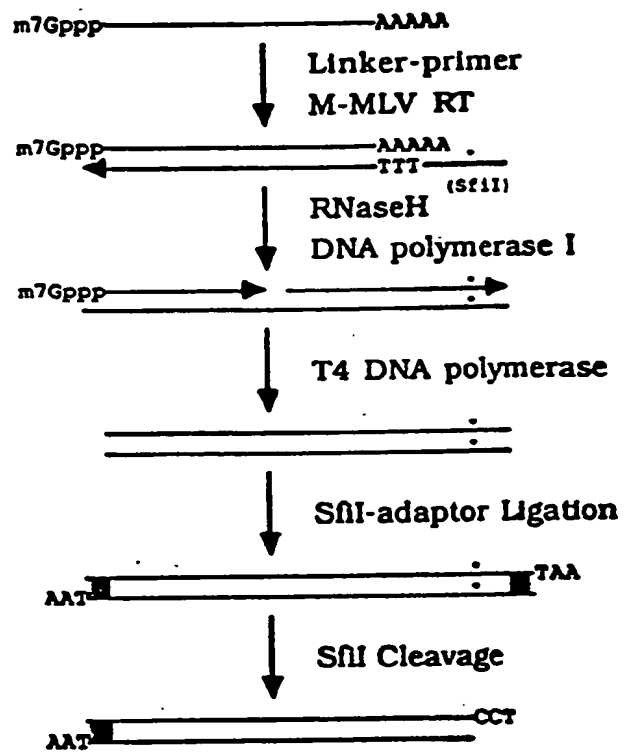 m7Gppp AAAAA
Linker-primer
M-MLV RT
m7Gppp AAAAA
TTT
(SfiI)
RNaseH
DNA polymerase I
m7Gppp
T4 DNA polymerase
SfiI-adaptor Ligation
TAA
AAT
SfiI Cleavage
CCT
AAT